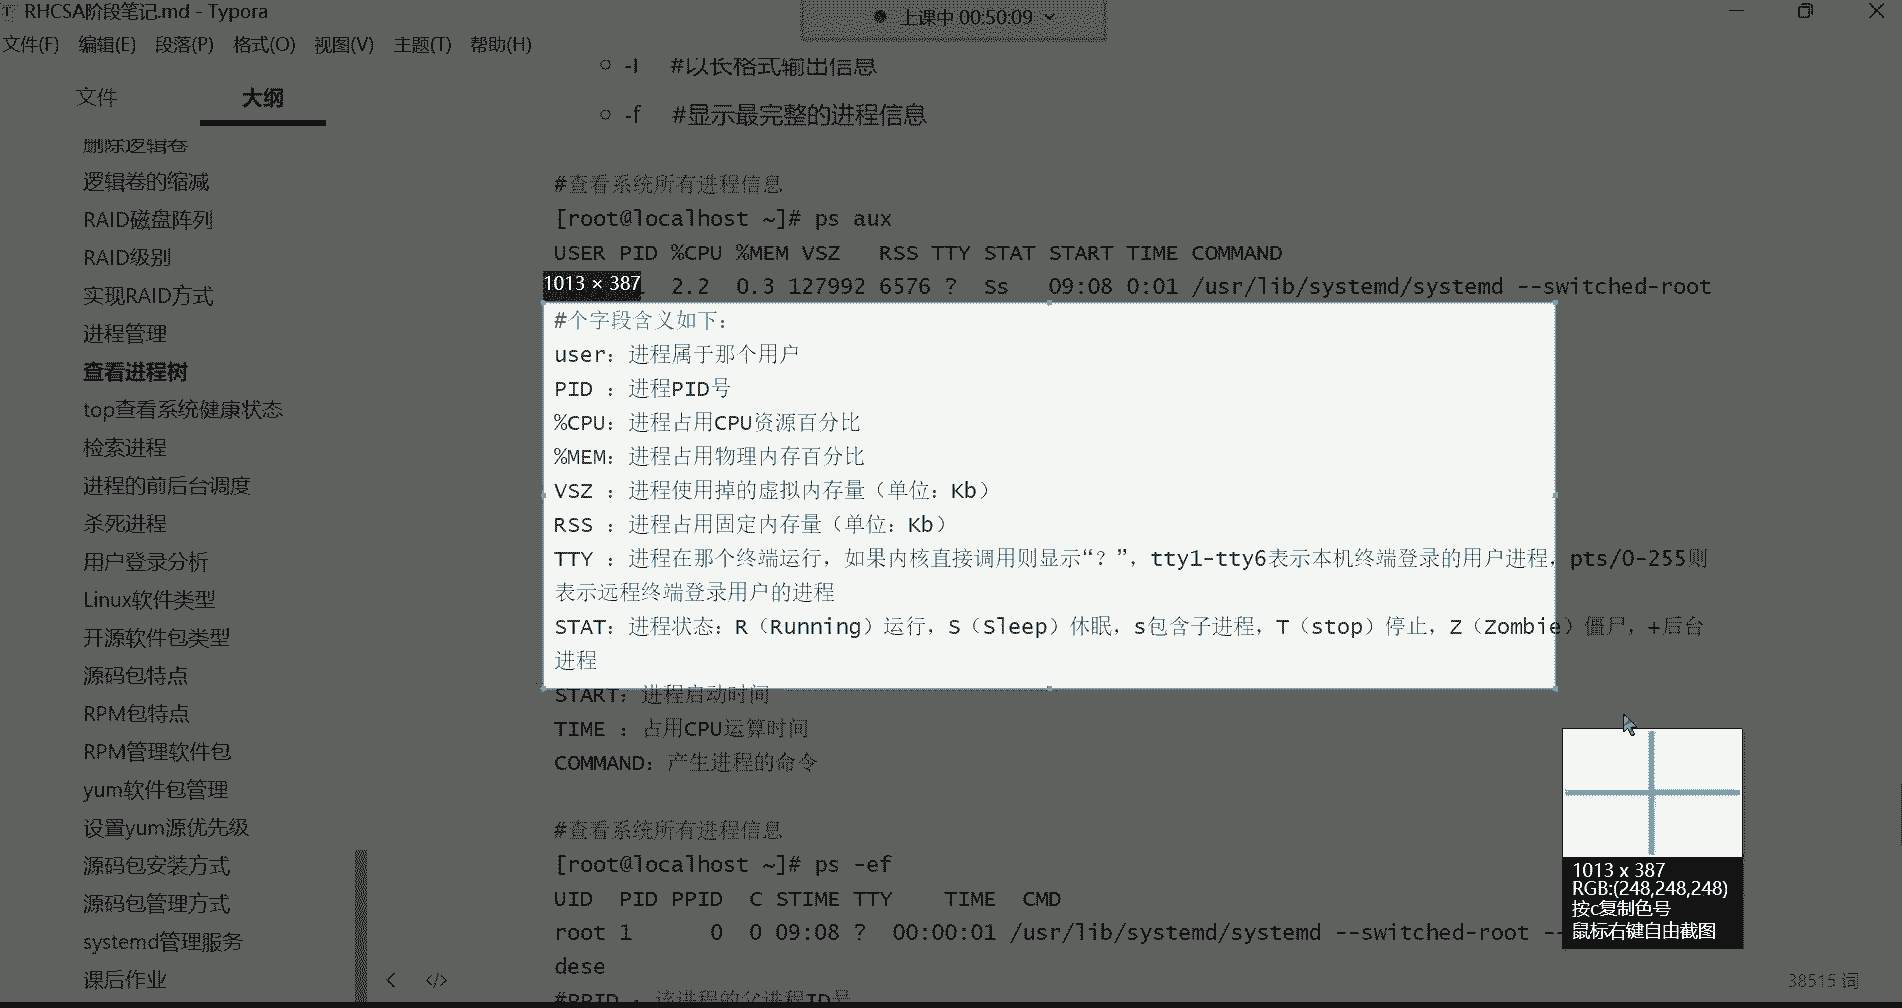 RHCSA阶段笔记.md - Typora
上课中 00:50:09
文件(F) 编辑(E) 段落(P) 格式(O) 视图(V) 主题(T) 帮助(H)
文件 大纲
删除逻辑卷
逻辑卷的缩减
RAID磁盘阵列
RAID级别
实现RAID方式
进程管理
查看进程树
top查看系统健康状态
检索进程
进程的前后台调度
杀死进程
用户登录分析
Linux软件类型
开源软件包类型
源码包特点
RPM包特点
RPM管理软件包
yum软件包管理
设置yum源优先级
源码包安装方式
源码包管理方式
systemd管理服务
课后作业
-l #以长格式输出信息
-f #显示最完整的进程信息
#查看系统所有进程信息
[root@localhost ~]# ps aux
USER PID %CPU %MEM VSZ RSS TTY STAT START TIME COMMAND
1013 × 387
2.2 0.3 127992 6576 ? Ss 09:08 0:01 /usr/lib/systemd/systemd --switched-root
#个字段含义如下:
user: 进程属于那个用户
PID : 进程PID号
%CPU: 进程占用CPU资源百分比
%MEM: 进程占用物理内存百分比
VSZ : 进程使用掉的虚拟内存量（单位: Kb）
RSS : 进程占用固定内存量（单位: Kb）
TTY : 进程在那个终端运行, 如果内核直接调用则显示“? ”, tty1-tty6表示本机终端登录的用户进程, pts/0-255则
表示远程终端登录用户的进程
STAT: 进程状态: R（Running）运行, S（Sleep）休眠, s包含子进程, T（stop）停止, Z（Zombie）僵尸, +后台
进程
START: 进程启动时间
TIME : 占用CPU运算时间
COMMAND: 产生进程的命令
#查看系统所有进程信息
[root@localhost ~]# ps -ef
UID PID PPID C STIME TTY TIME CMD
root 1 0 0 09:08 ? 00:00:01 /usr/lib/systemd/systemd --switched-root --
dese
#PPID : 该进程的父进程ID号
1013 x 387
RGB:(248,248,248)
按c复制色号
鼠标右键自由截图
38515 词